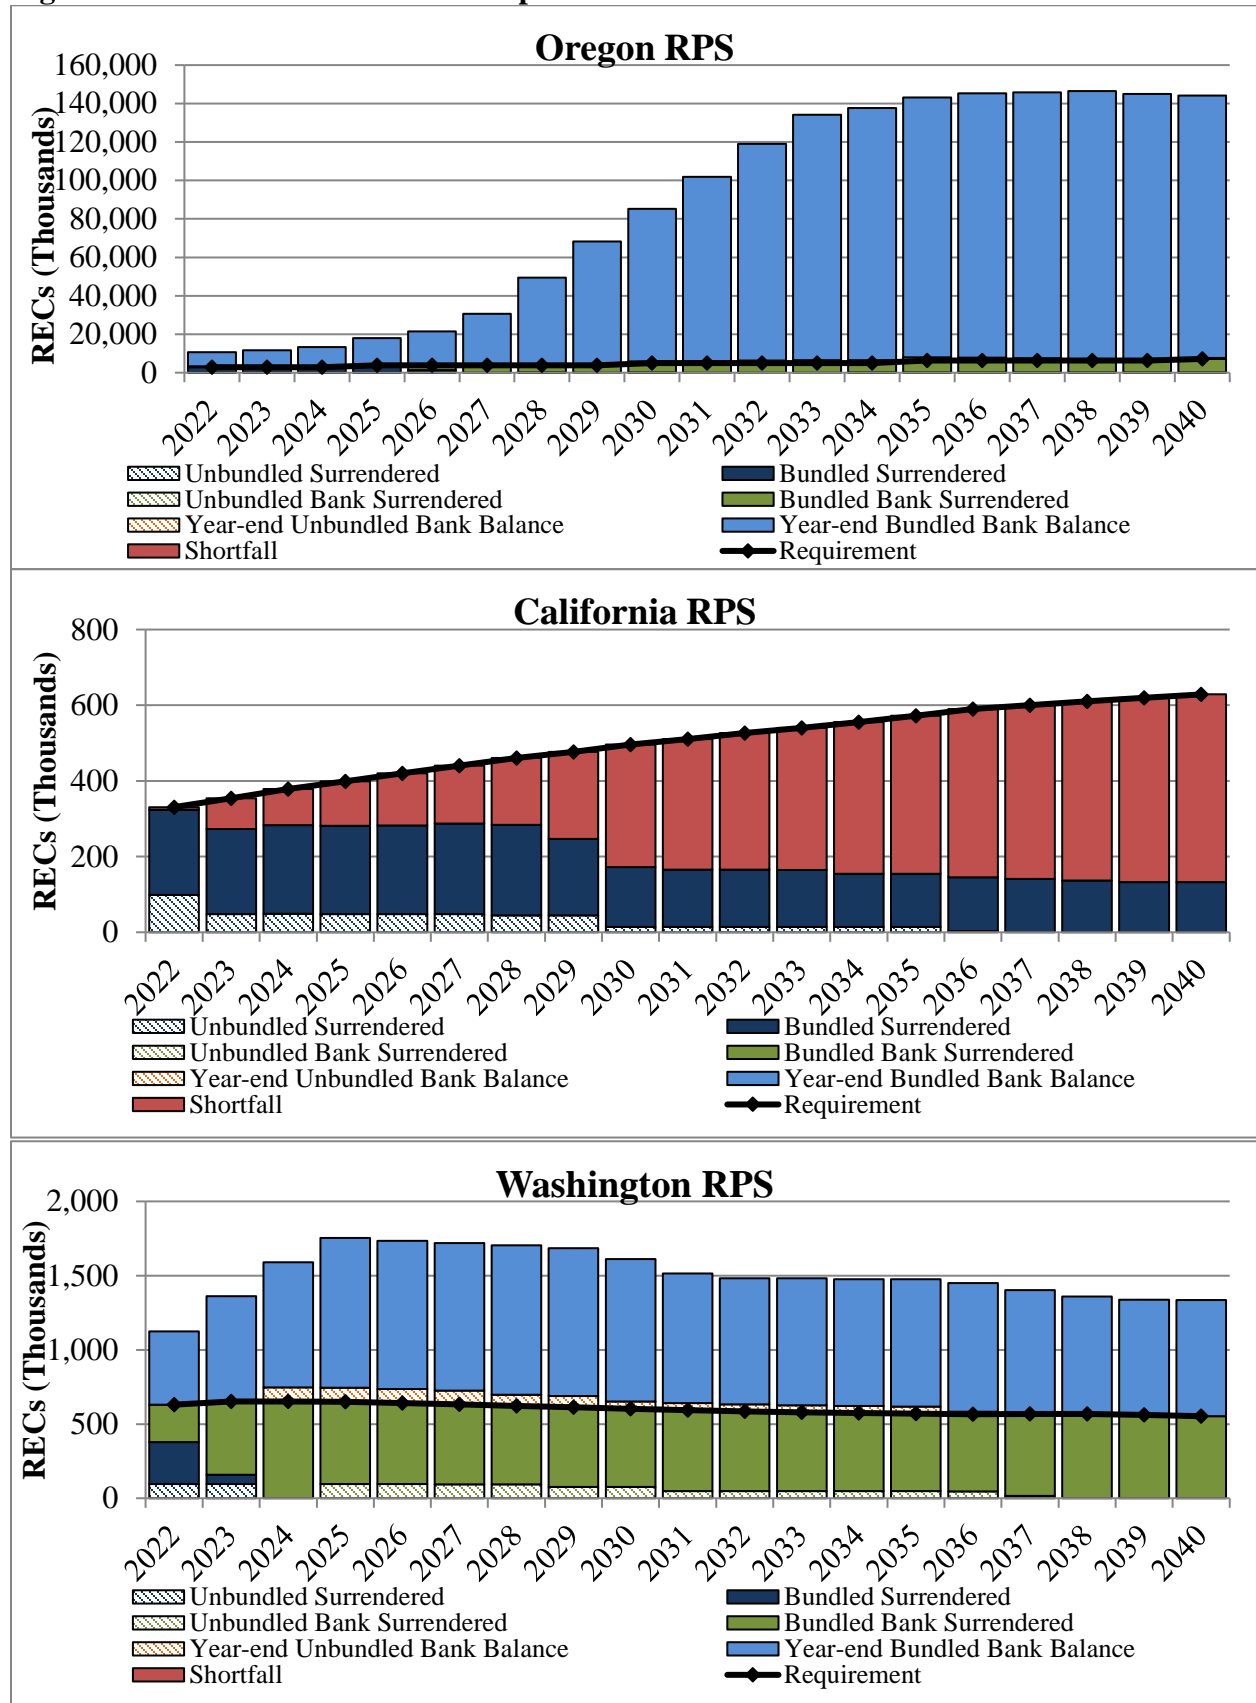 Oregon RPS
160,000
140,000
120,000
100,000
80,000
60,000
40,000
20,000
0
RECs (Thousands)
2022 2023 2024 2025 2026 2027 2028 2029 2030 2031 2032 2033 2034 2035 2036 2037 2038 2039 2040
Unbundled Surrendered Bundled Surrendered
Unbundled Bank Surrendered Bundled Bank Surrendered
Year-end Unbundled Bank Balance Year-end Bundled Bank Balance
Shortfall Requirement
California RPS
800
600
400
200
0
RECs (Thousands)
2022 2023 2024 2025 2026 2027 2028 2029 2030 2031 2032 2033 2034 2035 2036 2037 2038 2039 2040
Unbundled Surrendered Bundled Surrendered
Unbundled Bank Surrendered Bundled Bank Surrendered
Year-end Unbundled Bank Balance Year-end Bundled Bank Balance
Shortfall Requirement
Washington RPS
2,000
1,500
1,000
500
0
RECs (Thousands)
2022 2023 2024 2025 2026 2027 2028 2029 2030 2031 2032 2033 2034 2035 2036 2037 2038 2039 2040
Unbundled Surrendered Bundled Surrendered
Unbundled Bank Surrendered Bundled Bank Surrendered
Year-end Unbundled Bank Balance Year-end Bundled Bank Balance
Shortfall Requirement